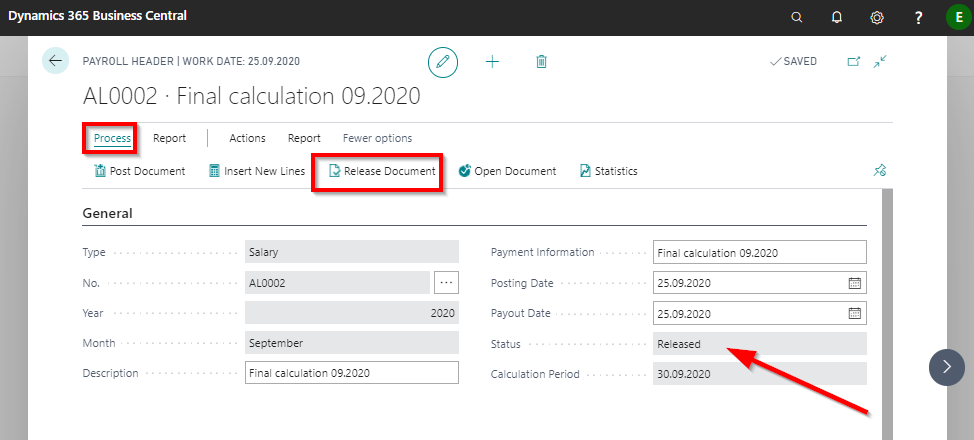 Dynamics 365 Business Central
?
E
PAYROLL HEADER | WORK DATE: 25.09.2020
SAVED
AL0002 · Final calculation 09.2020
Process Report Actions Report Fewer options
Post Document Insert New Lines Release Document Open Document Statistics
General
Type Salary
No. AL0002 ...
Year 2020
Month September
Description Final calculation 09.2020
Payment Information Final calculation 09.2020
Posting Date 25.09.2020
Payout Date 25.09.2020
Status Released
Calculation Period 30.09.2020